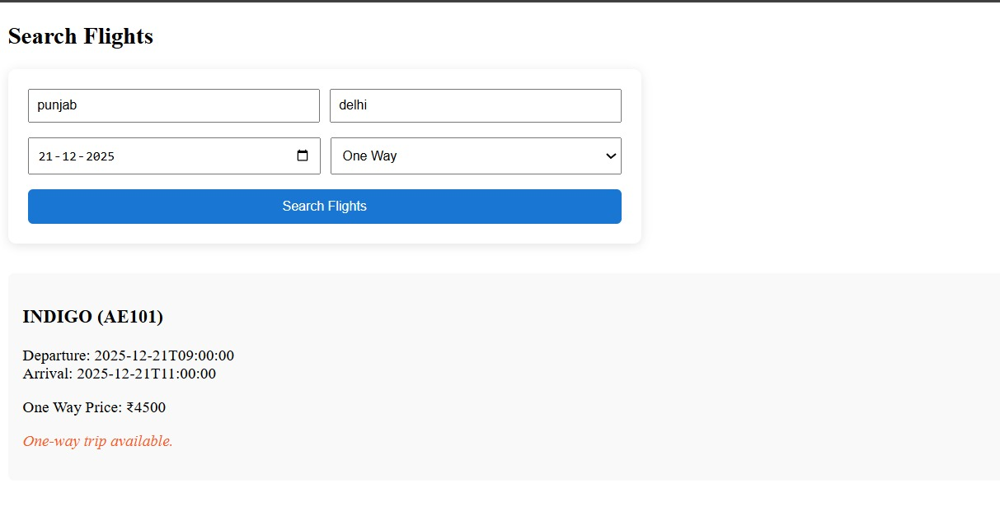 Search Flights
punjab
delhi
21-12-2025
One Way
Search Flights
INDIGO (AE101)
Departure: 2025-12-21T09:00:00
Arrival: 2025-12-21T11:00:00
One Way Price: ₹4500
One-way trip available.